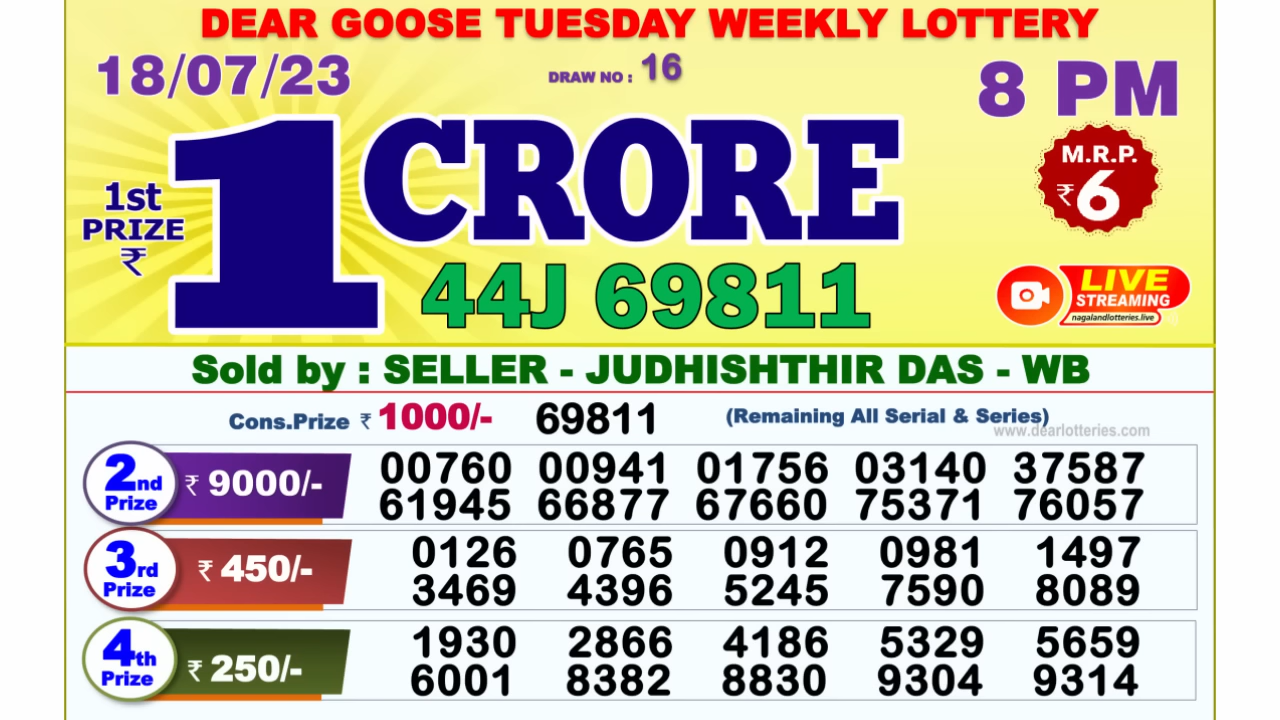 DEAR GOOSE TUESDAY WEEKLY LOTTERY
18/07/23 DRAW NO : 16 8 PM
1st PRIZE ₹ 1 CRORE
M.R.P. ₹ 6
44J 69811
LIVE STREAMING
nagalandlotteries.live
Sold by : SELLER - JUDHISHTHIR DAS - WB
Cons.Prize ₹ 1000/- 69811 (Remaining All Serial & Series)
www.dearlotteries.com
2nd Prize ₹ 9000/- 00760 00941 01756 03140 37587
61945 66877 67660 75371 76057
3rd Prize ₹ 450/- 0126 0765 0912 0981 1497
3469 4396 5245 7590 8089
4th Prize ₹ 250/- 1930 2866 4186 5329 5659
6001 8382 8830 9304 9314